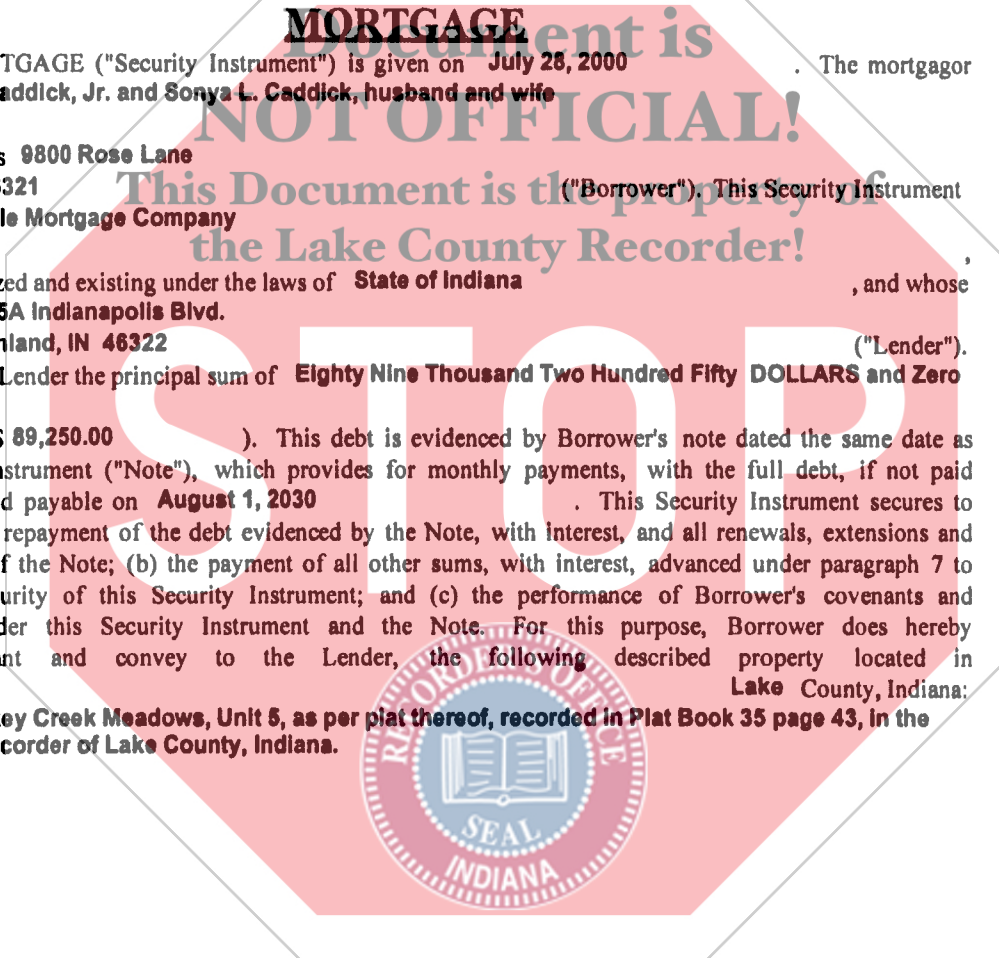 MORTGAGE
Document is
TGAGE ("Security Instrument") is given on July 28, 2000 . The mortgagor
addick, Jr. and Sonya L. Caddick, husband and wife
NOT OFFICIAL!
s 9800 Rose Lane
321 ("Borrower"). This Security Instrument
This Document is the property of
le Mortgage Company
the Lake County Recorder!
,
zed and existing under the laws of State of Indiana , and whose
5A Indianapolis Blvd.
land, IN 46322 ("Lender").
Lender the principal sum of Eighty Nine Thousand Two Hundred Fifty DOLLARS and Zero
STOP
$ 89,250.00 ). This debt is evidenced by Borrower's note dated the same date as
strument ("Note"), which provides for monthly payments, with the full debt, if not paid
d payable on August 1, 2030 . This Security Instrument secures to
repayment of the debt evidenced by the Note, with interest, and all renewals, extensions and
f the Note; (b) the payment of all other sums, with interest, advanced under paragraph 7 to
urity of this Security Instrument; and (c) the performance of Borrower's covenants and
der this Security Instrument and the Note. For this purpose, Borrower does hereby
nt and convey to the Lender, the following described property located in
Lake County, Indiana:
ey Creek Meadows, Unit 5, as per plat thereof, recorded in Plat Book 35 page 43, in the
corder of Lake County, Indiana.
RECORDER'S OFFICE
SEAL
INDIANA